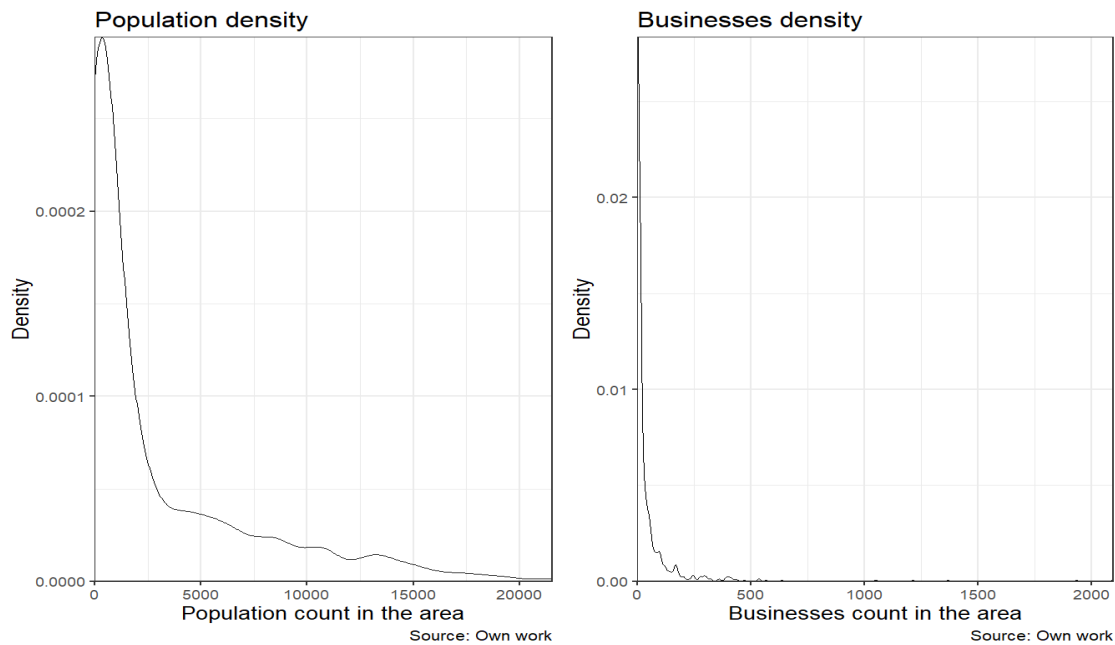 Population density
Density
0.0002
0.0001
0.0000
0
5000
10000
15000
20000
Population count in the area
Source: Own work
Businesses density
Density
0.02
0.01
0.00
0
500
1000
1500
2000
Businesses count in the area
Source: Own work